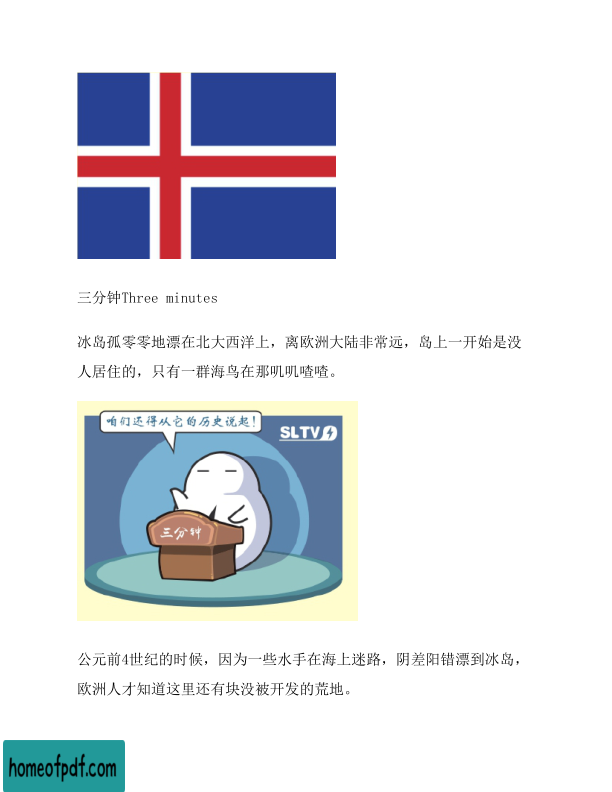 三分钟Three minutes
冰岛孤零零地漂在北大西洋上，离欧洲大陆非常远，岛上一开始是没
人居住的，只有一群海鸟在那叽叽喳喳。
咱们还得从它的历史说起！
SLTV
三分钟
公元前4世纪的时候，因为一些水手在海上迷路，阴差阳错漂到冰岛，
欧洲人才知道这里还有块没被开发的荒地。
homeofpdf.com